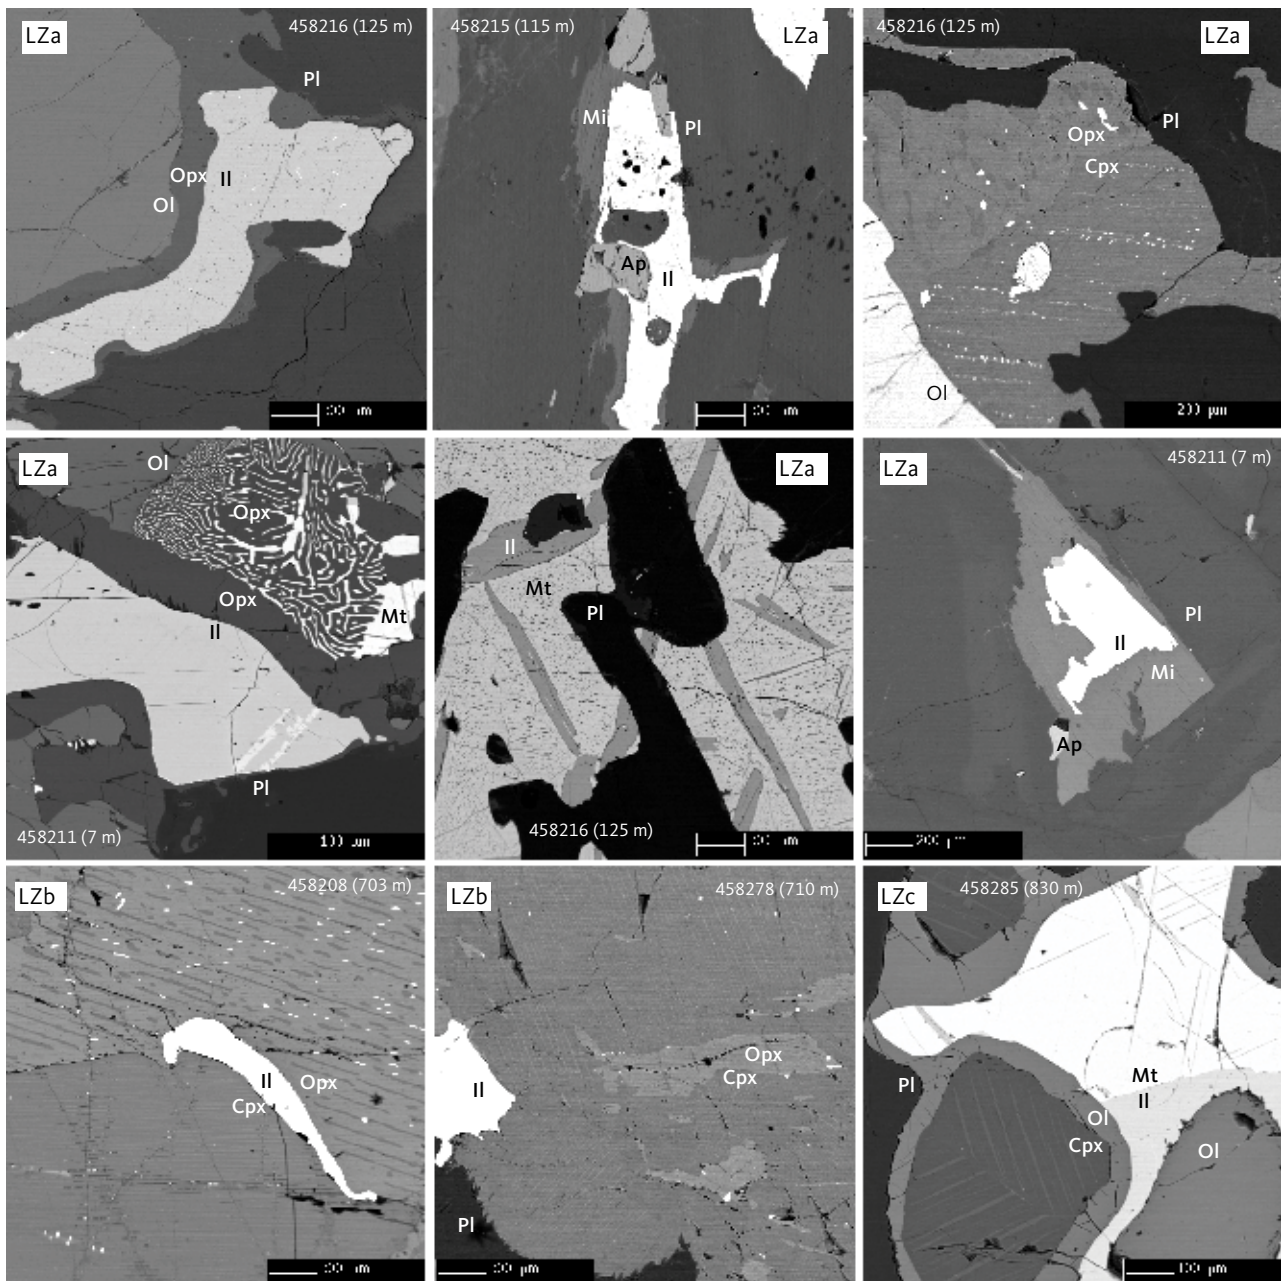 LZa
458216 (125 m)
Pl
Opx
Il
Ol
458215 (115 m)
LZa
Mi
Pl
Ap
Il
458216 (125 m)
LZa
Opx
Pl
Cpx
Ol
200 µm
LZa
Ol
Opx
Opx
Mt
Il
Pl
458211 (7 m)
100 µm
LZa
Il
Mt
Pl
458216 (125 m)
LZa
458211 (7 m)
Pl
Il
Mi
Ap
200 µm
LZb
458208 (703 m)
Il
Opx
Cpx
LZb
458278 (710 m)
Opx
Cpx
Il
Pl
LZc
458285 (830 m)
Mt
Pl
Il
Ol
Cpx
Ol
100 µm